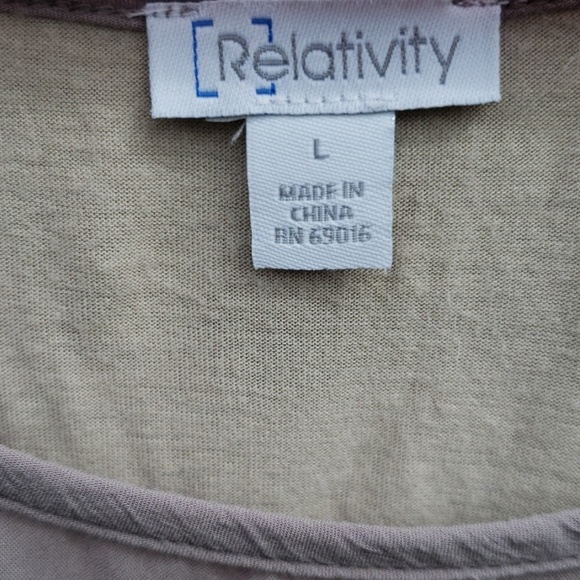 Relativity
L
MADE IN
CHINA
RN 69016